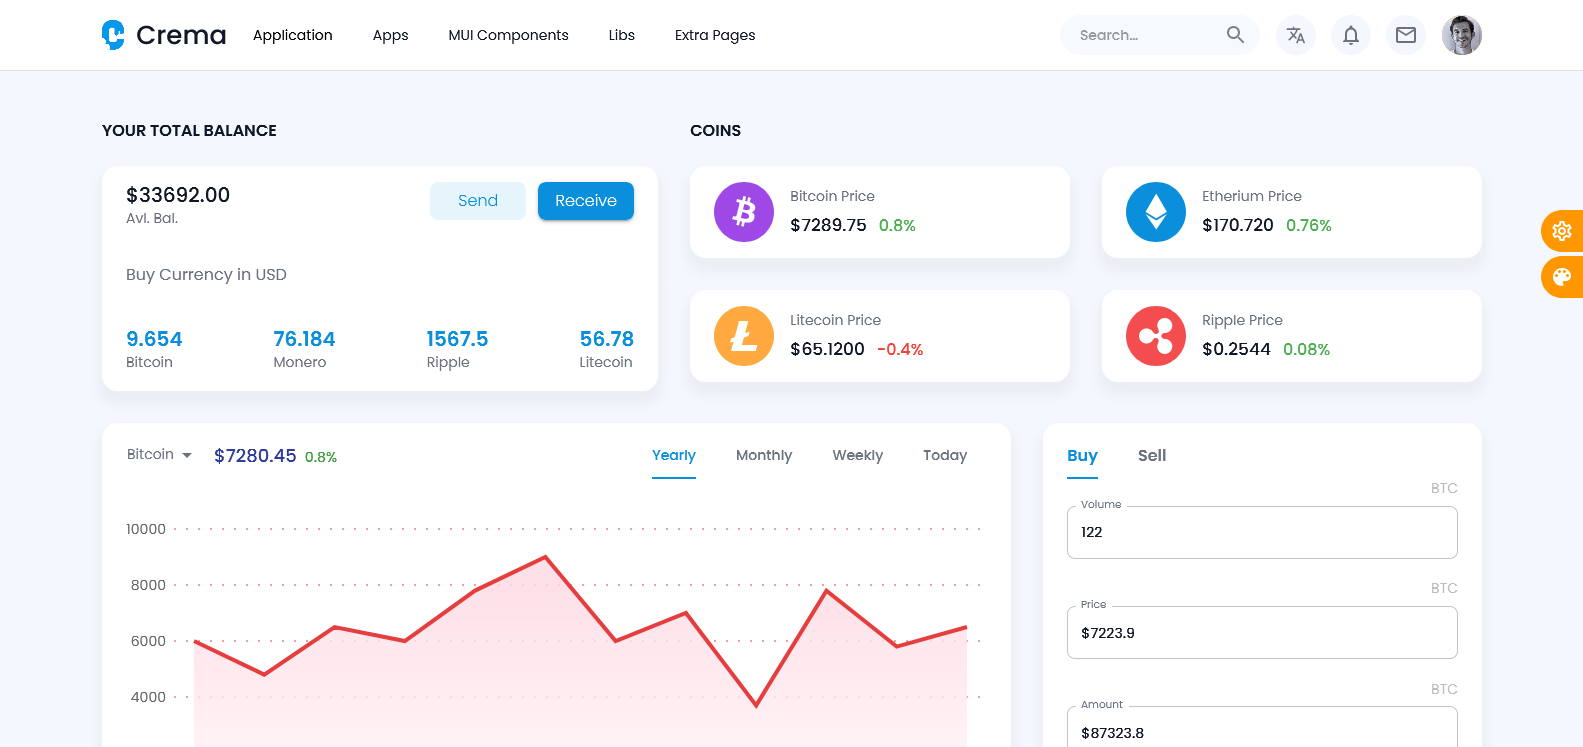 Crema
Application
Apps
MUI Components
Libs
Extra Pages
Search...
YOUR TOTAL BALANCE
$33692.00
Avl. Bal.
Send
Receive
Buy Currency in USD
9.654
Bitcoin
76.184
Monero
1567.5
Ripple
56.78
Litecoin
COINS
Bitcoin Price
$7289.75 0.8%
Etherium Price
$170.720 0.76%
Litecoin Price
$65.1200 -0.4%
Ripple Price
$0.2544 0.08%
Bitcoin
$7280.45 0.8%
Yearly
Monthly
Weekly
Today
10000
8000
6000
4000
Buy
Sell
BTC
Volume
122
BTC
Price
$7223.9
BTC
Amount
$87323.8